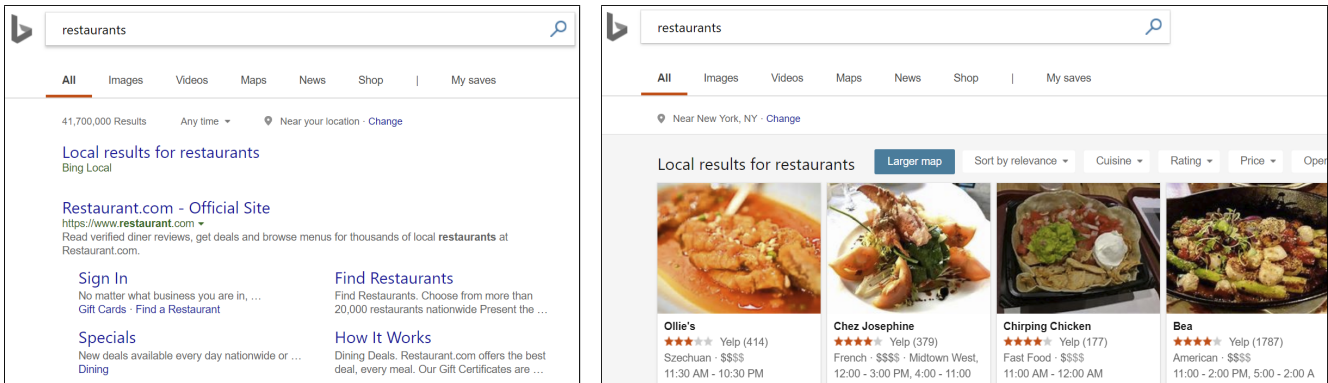 restaurants
All Images Videos Maps News Shop | My saves
41,700,000 Results Any time Near your location · Change
Local results for restaurants
Bing Local
Restaurant.com - Official Site
https://www.restaurant.com
Read verified diner reviews, get deals and browse menus for thousands of local restaurants at
Restaurant.com.
Sign In
No matter what business you are in, ...
Gift Cards · Find a Restaurant
Find Restaurants
Find Restaurants. Choose from more than
20,000 restaurants nationwide Present the ...
Specials
New deals available every day nationwide or ...
Dining
How It Works
Dining Deals. Restaurant.com offers the best
deal, every meal. Our Gift Certificates are ...
restaurants
All Images Videos Maps News Shop | My saves
Near New York, NY · Change
Local results for restaurants Larger map Sort by relevance Cuisine Rating Price Oper
Ollie's
Yelp (414)
Szechuan · $$$$
11:30 AM - 10:30 PM
Chez Josephine
Yelp (379)
French · $$$$ · Midtown West,
12:00 - 3:00 PM, 4:00 - 11:00
Chirping Chicken
Yelp (177)
Fast Food · $$$$
11:00 AM - 12:00 AM
Bea
Yelp (1787)
American · $$$$
11:00 - 2:00 PM, 5:00 - 2:00 A